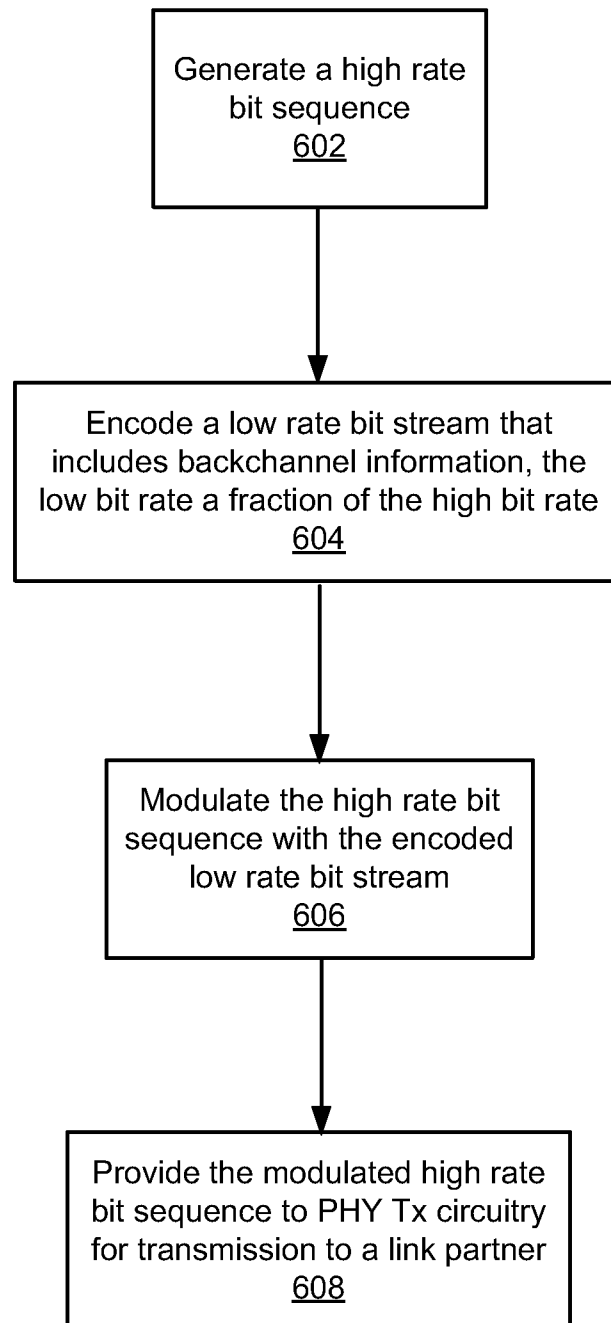 Generate a high rate
bit sequence
602
Encode a low rate bit stream that
includes backchannel information, the
low bit rate a fraction of the high bit rate
604
Modulate the high rate bit
sequence with the encoded
low rate bit stream
606
Provide the modulated high rate
bit sequence to PHY Tx circuitry
for transmission to a link partner
608